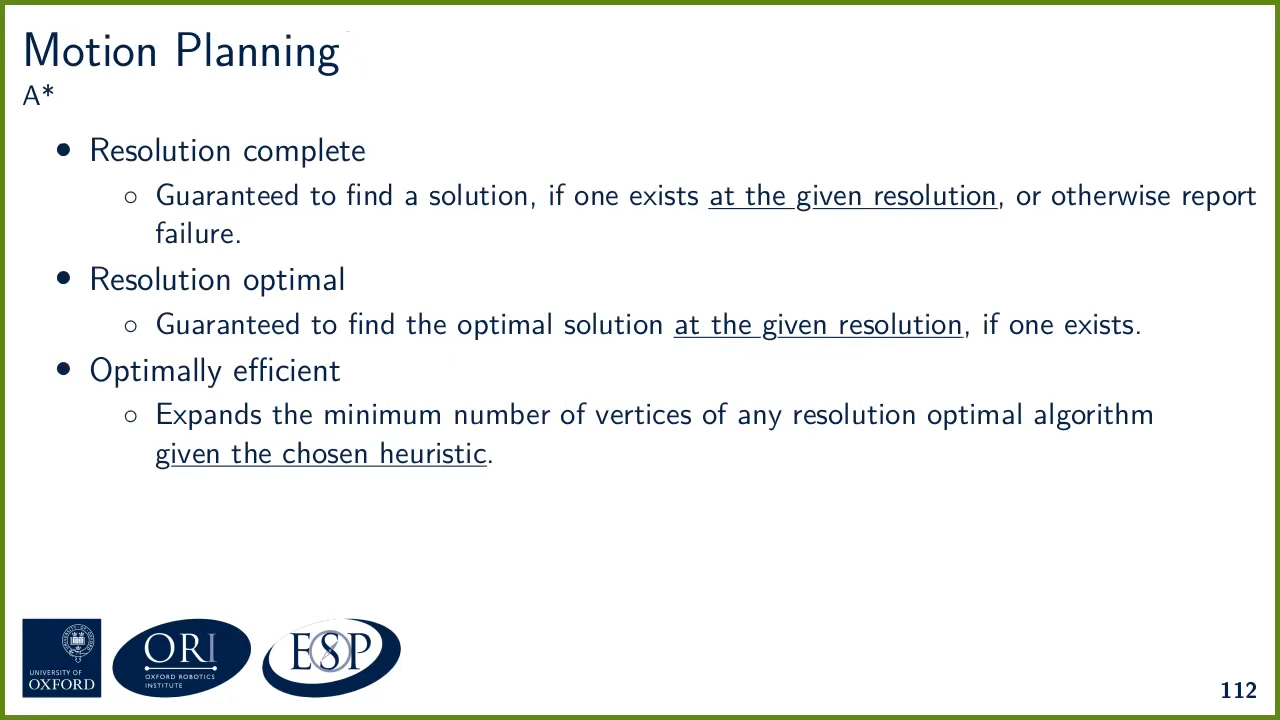 Motion Planning
A*
• Resolution complete
○ Guaranteed to find a solution, if one exists at the given resolution, or otherwise report
failure.
• Resolution optimal
○ Guaranteed to find the optimal solution at the given resolution, if one exists.
• Optimally efficient
○ Expands the minimum number of vertices of any resolution optimal algorithm
given the chosen heuristic.
UNIVERSITY OF
OXFORD
ORI
OXFORD ROBOTICS
INSTITUTE
ESP
112